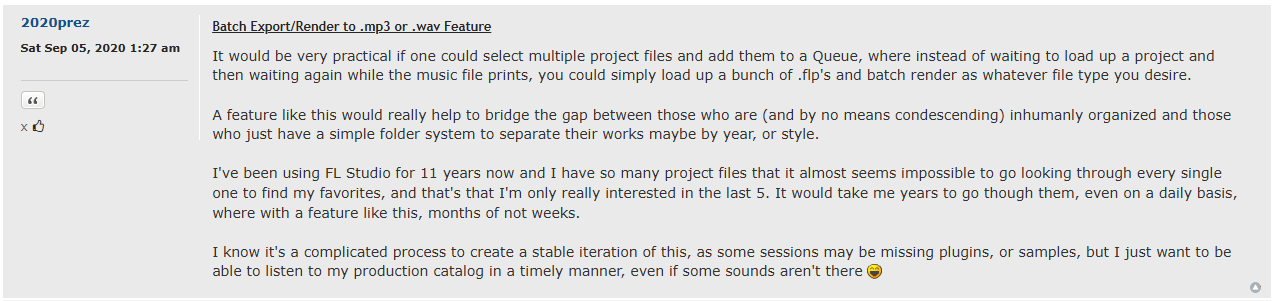 2020prez
Sat Sep 05, 2020 1:27 am
x
Batch Export/Render to .mp3 or .wav Feature
It would be very practical if one could select multiple project files and add them to a Queue, where instead of waiting to load up a project and
then waiting again while the music file prints, you could simply load up a bunch of .flp's and batch render as whatever file type you desire.
A feature like this would really help to bridge the gap between those who are (and by no means condescending) inhumanly organized and those
who just have a simple folder system to separate their works maybe by year, or style.
I've been using FL Studio for 11 years now and I have so many project files that it almost seems impossible to go looking through every single
one to find my favorites, and that's that I'm only really interested in the last 5. It would take me years to go though them, even on a daily basis,
where with a feature like this, months of not weeks.
I know it's a complicated process to create a stable iteration of this, as some sessions may be missing plugins, or samples, but I just want to be
able to listen to my production catalog in a timely manner, even if some sounds aren't there